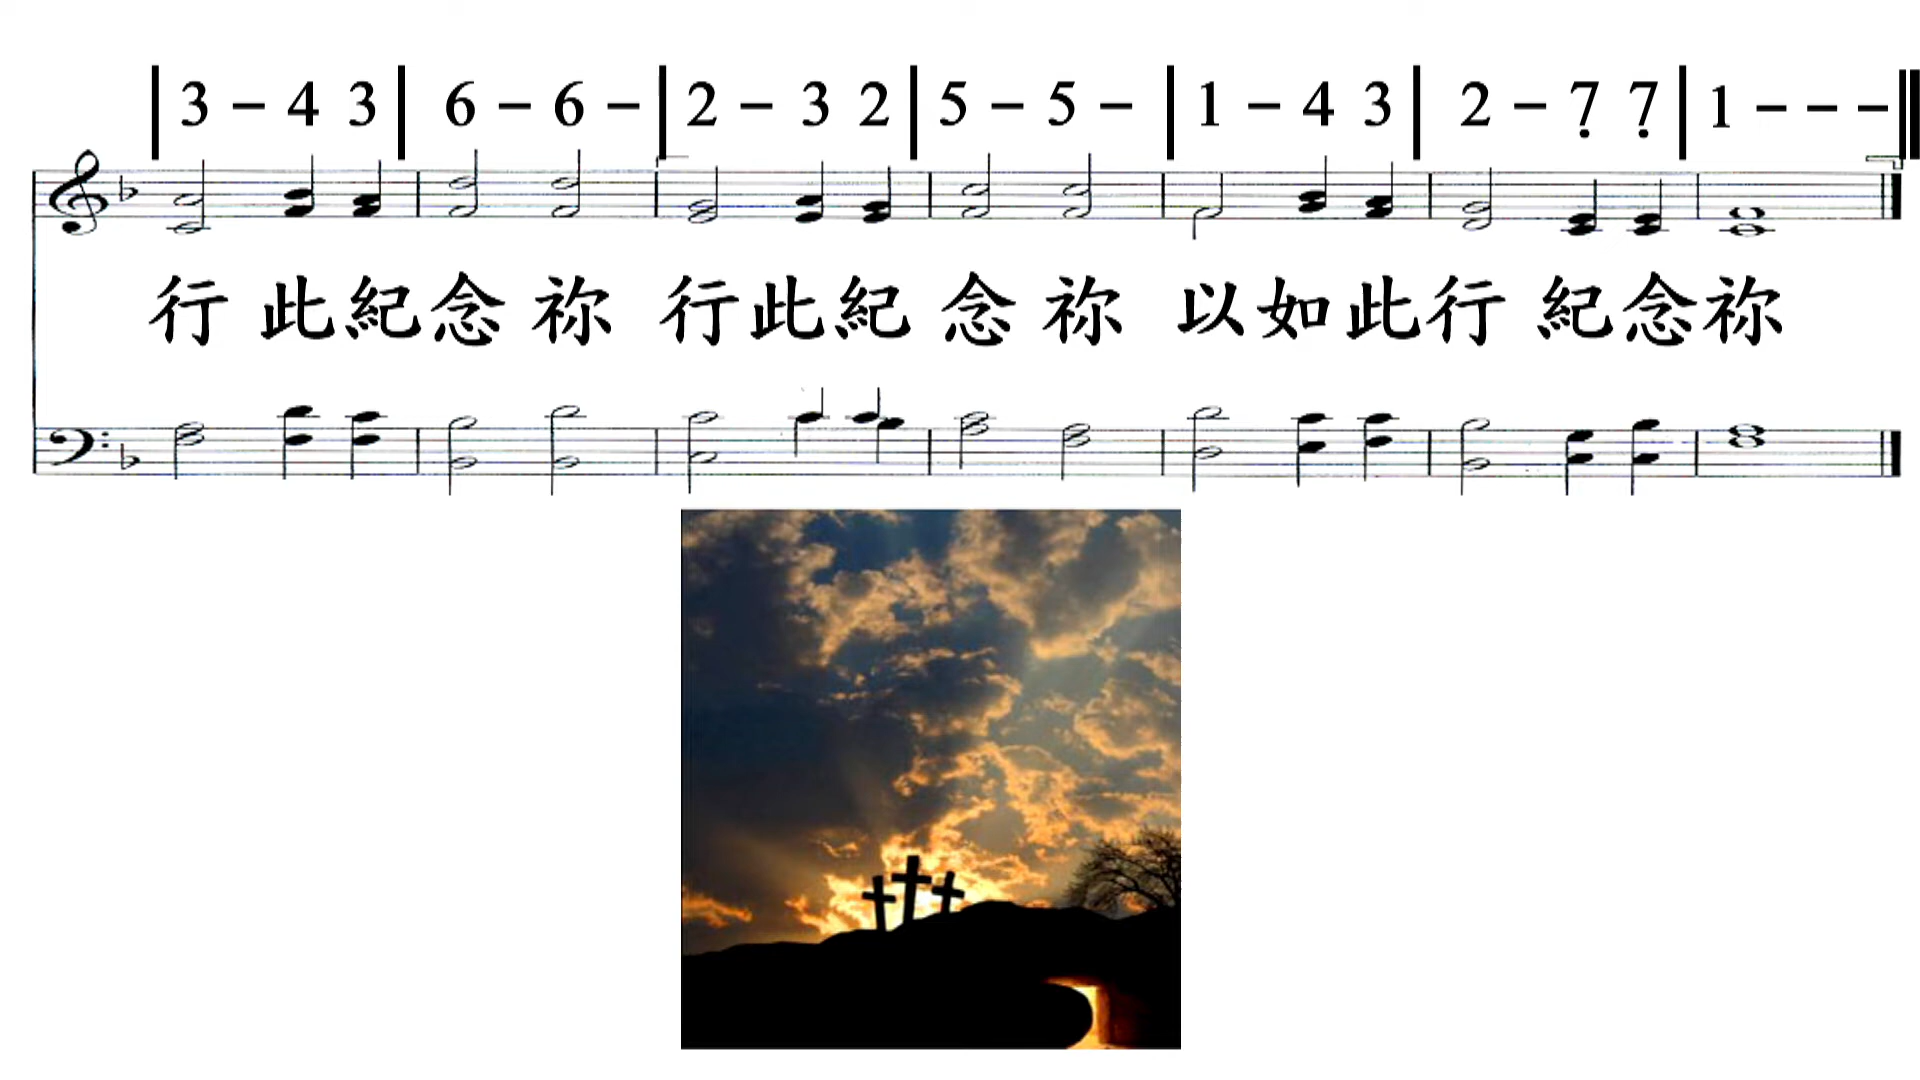 | 3 – 4 3 | 6 – 6 – | 2 – 3 2 | 5 – 5 – | 1 – 4 3 | 2 – 7̣ 7̣ | 1 – – – ||
行 此 紀 念 祢 行 此 紀 念 祢 以 如 此 行 紀 念 祢